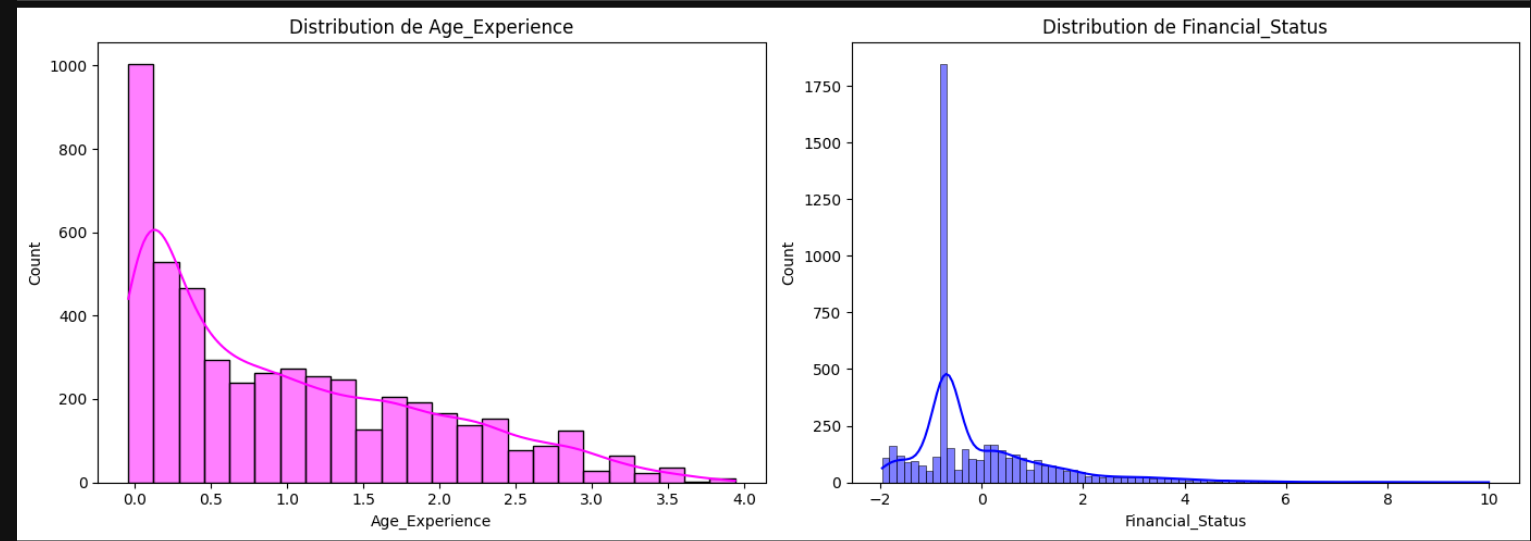 Distribution de Age_Experience
1000
800
600
400
200
0
Count
0.0 0.5 1.0 1.5 2.0 2.5 3.0 3.5 4.0
Age_Experience
Distribution de Financial_Status
1750
1500
1250
1000
750
500
250
0
Count
−2 0 2 4 6 8 10
Financial_Status